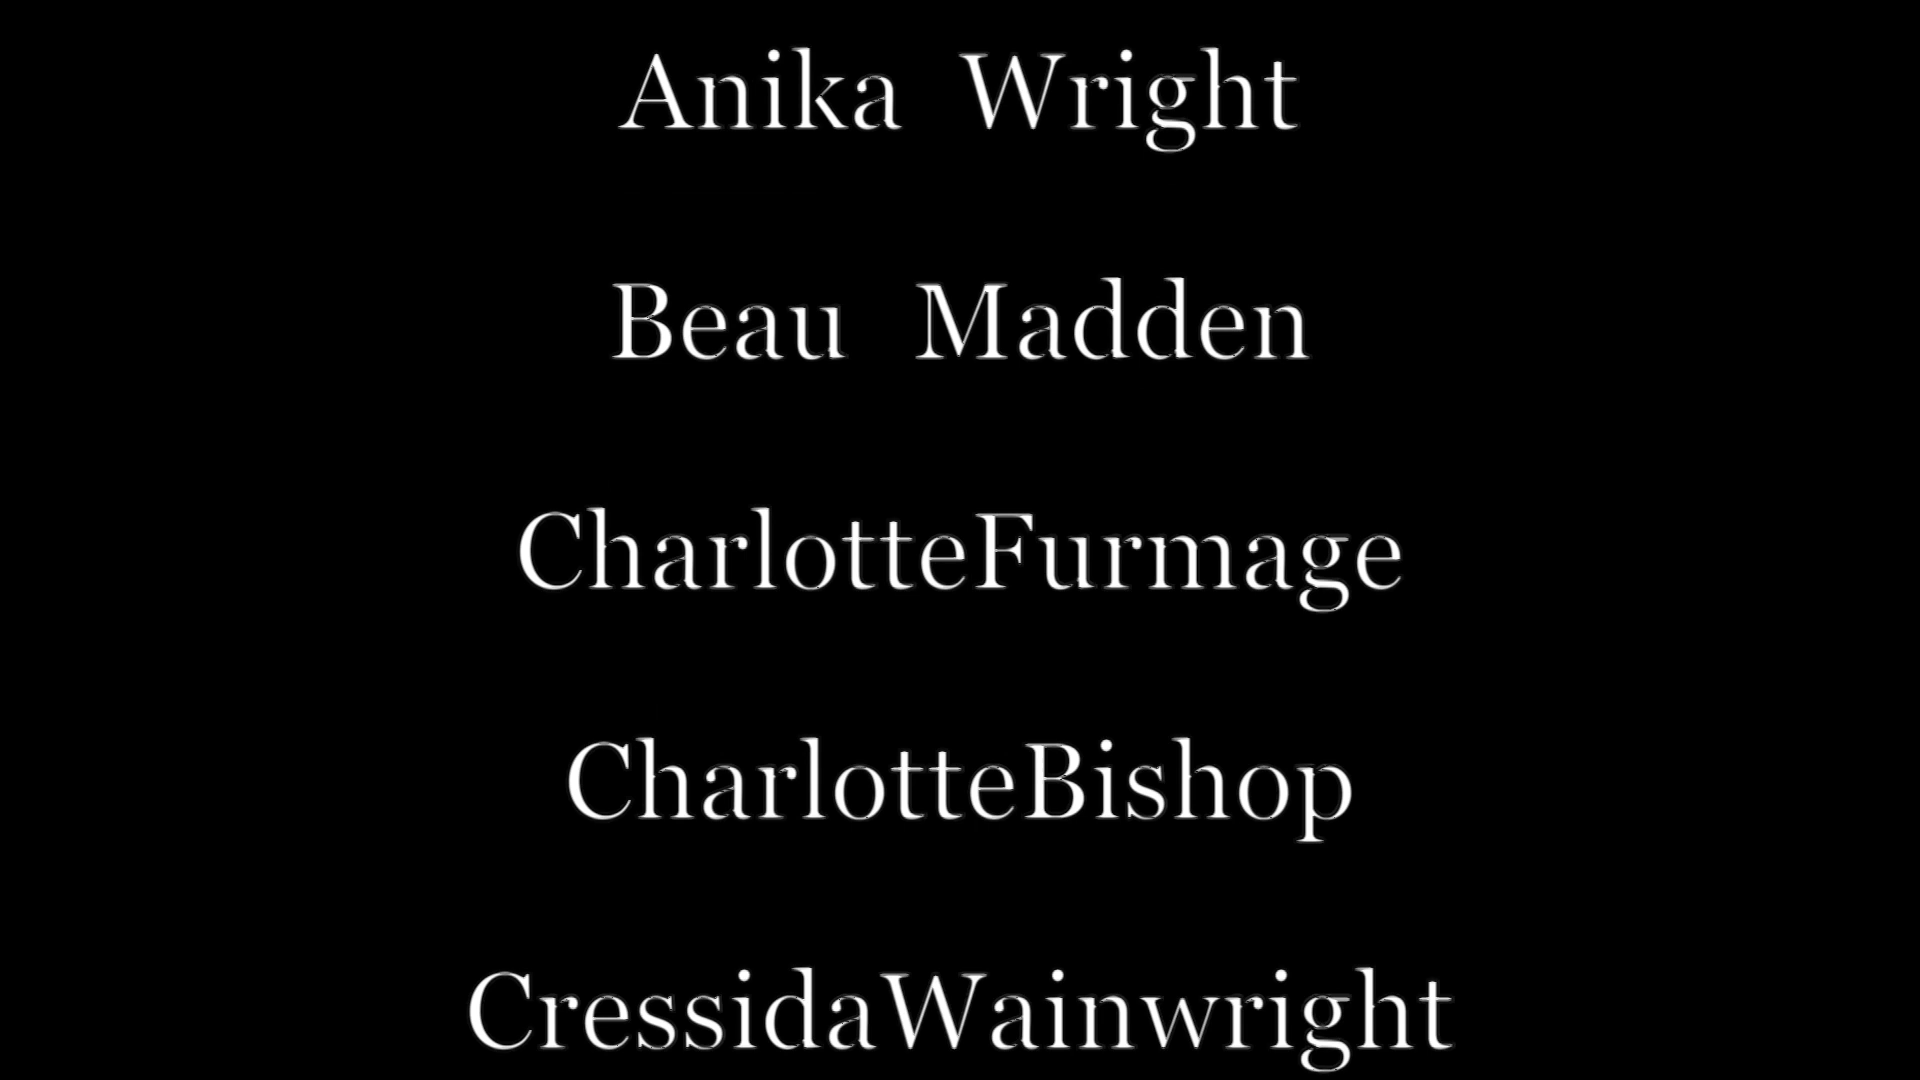 Anika Wright
Beau Madden
CharlotteFurmage
CharlotteBishop
CressidaWainwright